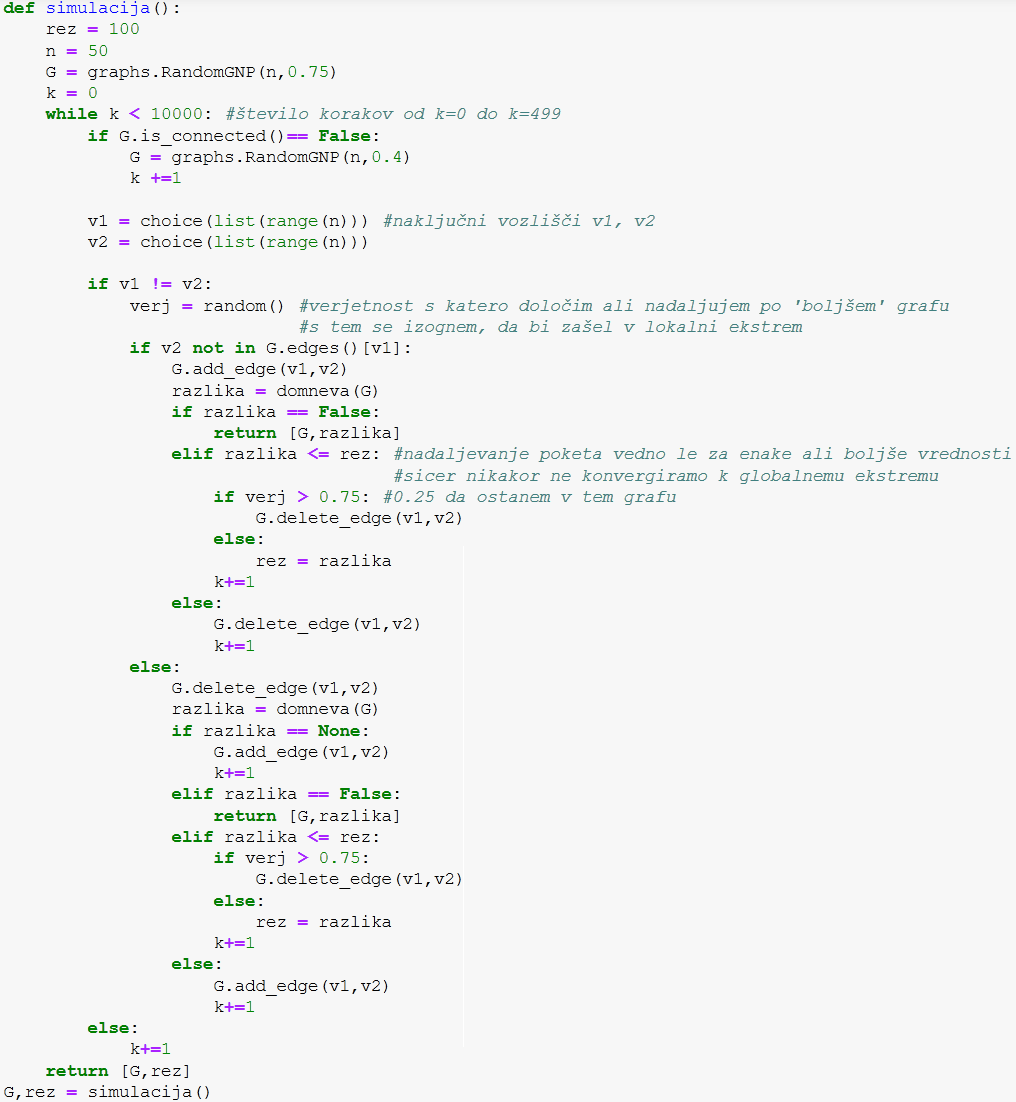 def simulacija():
    rez = 100
    n = 50
    G = graphs.RandomGNP(n,0.75)
    k = 0
    while k < 10000: #število korakov od k=0 do k=499
        if G.is_connected()== False:
            G = graphs.RandomGNP(n,0.4)
            k +=1

        v1 = choice(list(range(n))) #naključni vozlišči v1, v2
        v2 = choice(list(range(n)))

        if v1 != v2:
            verj = random() #verjetnost s katero določim ali nadaljujem po 'boljšem' grafu
                            #s tem se izognem, da bi zašel v lokalni ekstrem
            if v2 not in G.edges()[v1]:
                G.add_edge(v1,v2)
                razlika = domneva(G)
                if razlika == False:
                    return [G,razlika]
                elif razlika <= rez: #nadaljevanje poketa vedno le za enake ali boljše vrednosti
                                     #sicer nikakor ne konvergiramo k globalnemu ekstremu
                    if verj > 0.75: #0.25 da ostanem v tem grafu
                        G.delete_edge(v1,v2)
                    else:
                        rez = razlika
                    k+=1
                else:
                    G.delete_edge(v1,v2)
                    k+=1
            else:
                G.delete_edge(v1,v2)
                razlika = domneva(G)
                if razlika == None:
                    G.add_edge(v1,v2)
                    k+=1
                elif razlika == False:
                    return [G,razlika]
                elif razlika <= rez:
                    if verj > 0.75:
                        G.delete_edge(v1,v2)
                    else:
                        rez = razlika
                    k+=1
                else:
                    G.add_edge(v1,v2)
                    k+=1
        else:
            k+=1
    return [G,rez]
G,rez = simulacija()